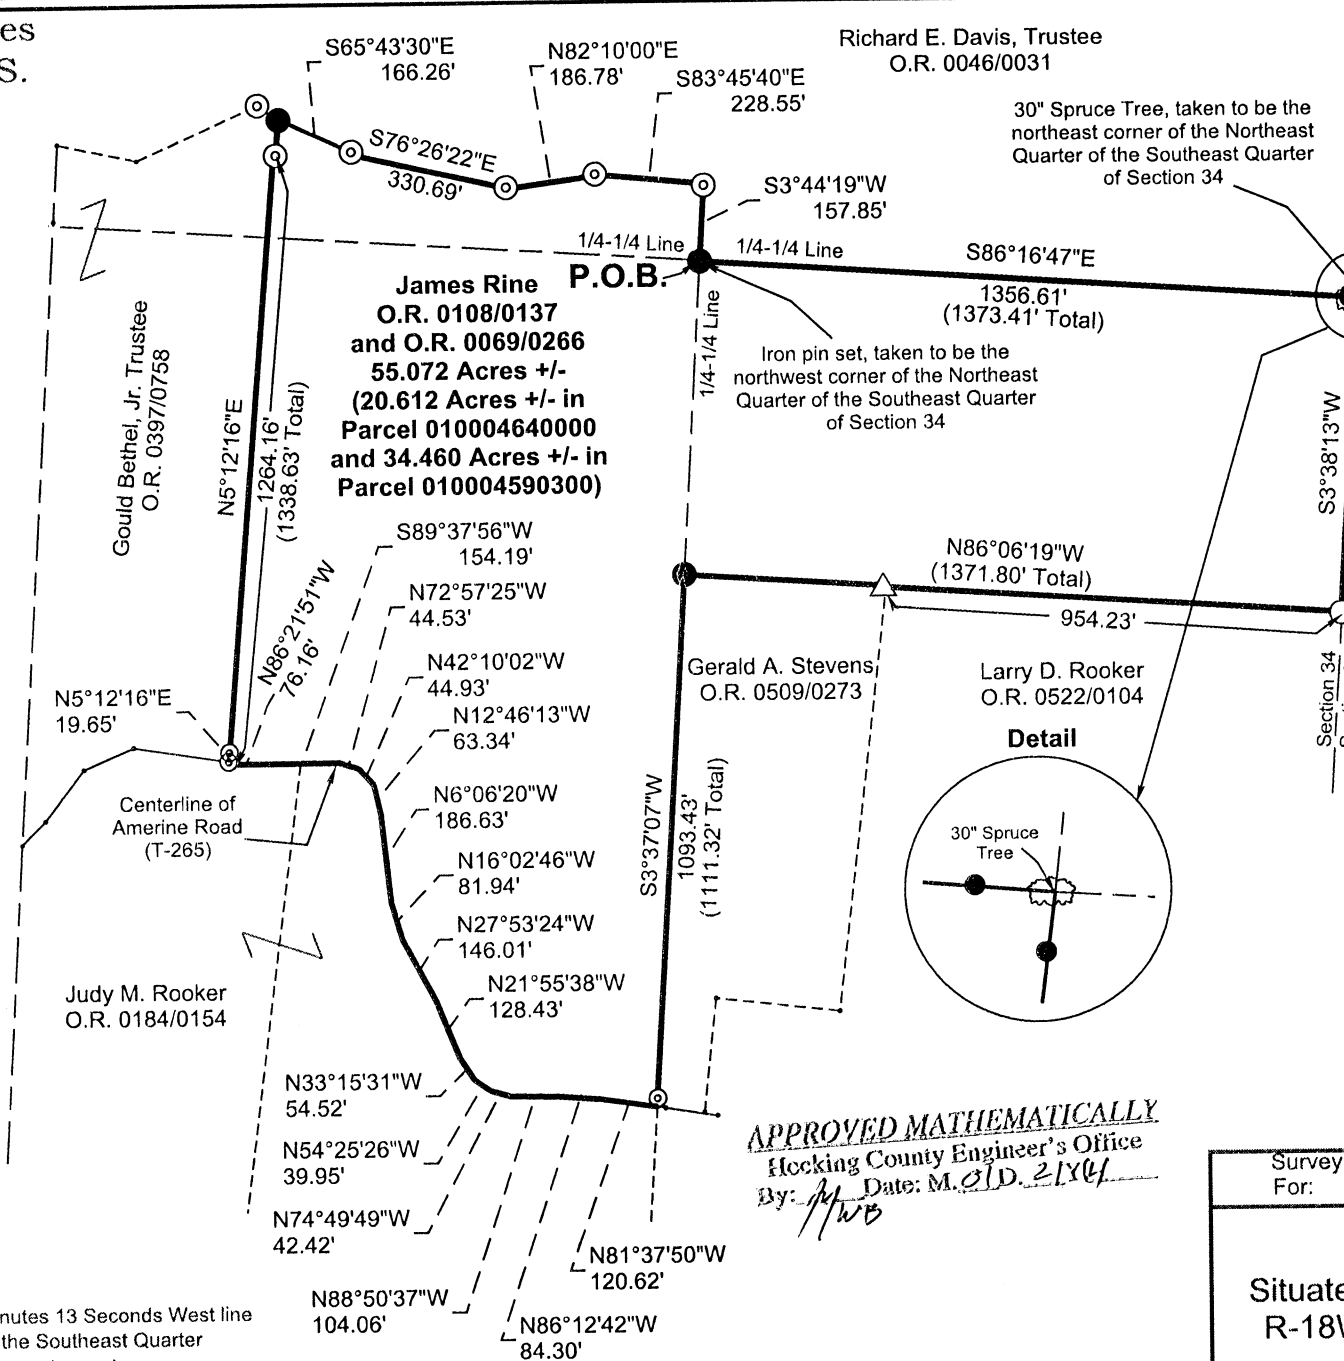 es
S.
S65°43'30"E
166.26'
N82°10'00"E
186.78'
S83°45'40"E
228.55'
Richard E. Davis, Trustee
O.R. 0046/0031
30" Spruce Tree, taken to be the
northeast corner of the Northeast
Quarter of the Southeast Quarter
of Section 34
S76°26'22"E
330.69'
S3°44'19"W
157.85'
1/4-1/4 Line
1/4-1/4 Line
P.O.B.
S86°16'47"E
1356.61'
(1373.41' Total)
1/4-1/4 Line
James Rine
O.R. 0108/0137
and O.R. 0069/0266
55.072 Acres +/-
(20.612 Acres +/- in
Parcel 010004640000
and 34.460 Acres +/- in
Parcel 010004590300)
Iron pin set, taken to be the
northwest corner of the Northeast
Quarter of the Southeast Quarter
of Section 34
Gould Bethel, Jr. Trustee
O.R. 0397/0758
N5°12'16"E
1264.16'
(1338.63' Total)
S3°38'13"W
S89°37'56"W
154.19'
N86°06'19"W
(1371.80' Total)
954.23'
N86°21'51"W
76.16'
N72°57'25"W
44.53'
N42°10'02"W
44.93'
Gerald A. Stevens
O.R. 0509/0273
Larry D. Rooker
O.R. 0522/0104
Section 34
N5°12'16"E
19.65'
N12°46'13"W
63.34'
Detail
Centerline of
Amerine Road
(T-265)
N6°06'20"W
186.63'
S3°37'07"W
1093.43'
(1111.32' Total)
30" Spruce
Tree
N16°02'46"W
81.94'
N27°53'24"W
146.01'
Judy M. Rooker
O.R. 0184/0154
N21°55'38"W
128.43'
N33°15'31"W
54.52'
N54°25'26"W
39.95'
APPROVED MATHEMATICALLY
Hocking County Engineer's Office
By: Date: M. 01 D. 21 Y 04
WB
Survey
For:
N74°49'49"W
42.42'
N81°37'50"W
120.62'
N88°50'37"W
104.06'
N86°12'42"W
84.30'
Situate
R-18W
nutes 13 Seconds West line
the Southeast Quarter